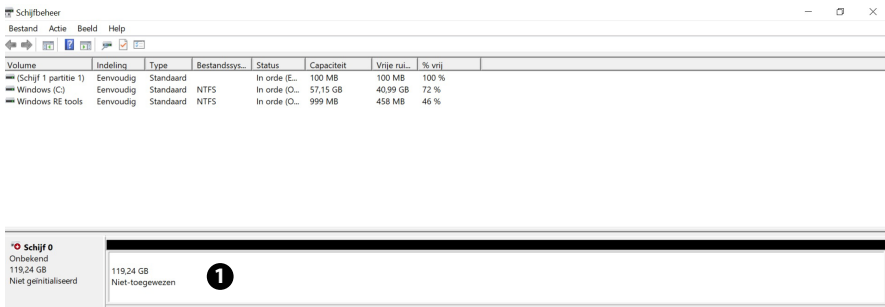 Schijfbeheer
Bestand Actie Beeld Help
Volume Indeling Type Bestandssys... Status Capaciteit Vrije rui... % vrij
(Schijf 1 partitie 1) Eenvoudig Standaard In orde (E... 100 MB 100 MB 100 %
Windows (C:) Eenvoudig Standaard NTFS In orde (O... 57,15 GB 40,99 GB 72 %
Windows RE tools Eenvoudig Standaard NTFS In orde (O... 999 MB 458 MB 46 %
Schijf 0
Onbekend
119,24 GB
Niet geïnitialiseerd
119,24 GB
Niet-toegewezen
1